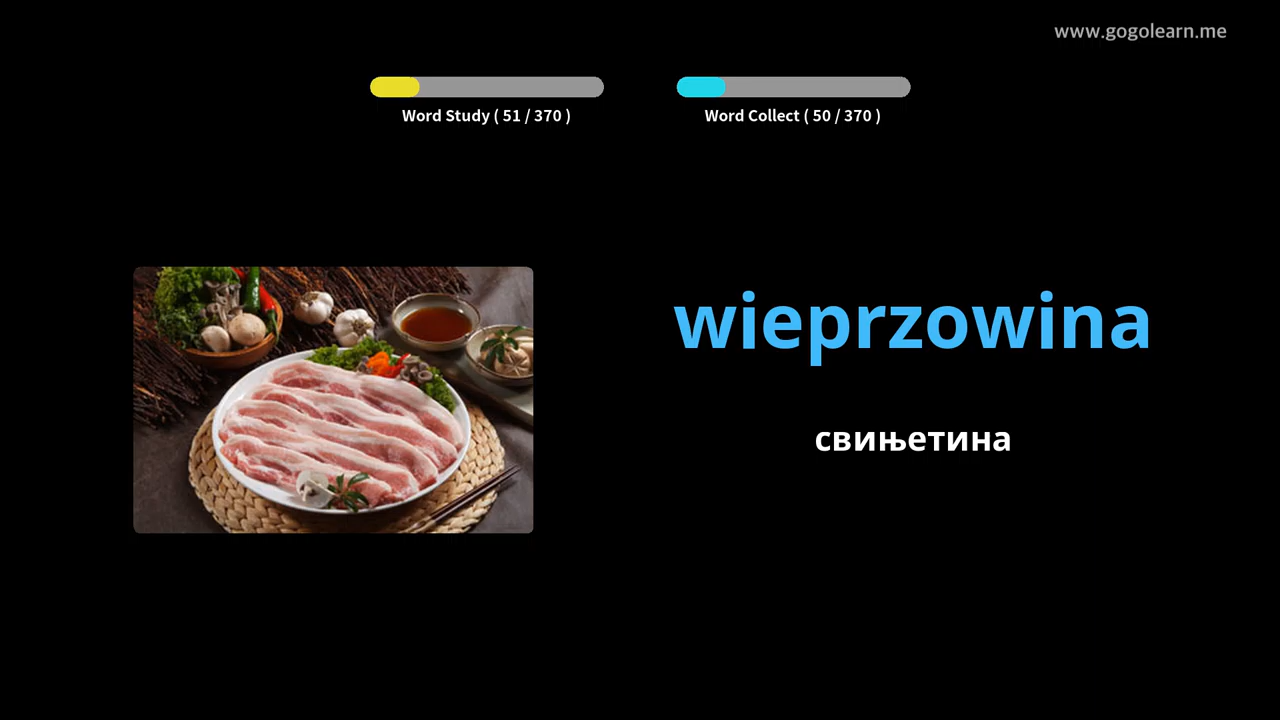 www.gogolearn.me
Word Study ( 51 / 370 )
Word Collect ( 50 / 370 )
wieprzowina
свињетина